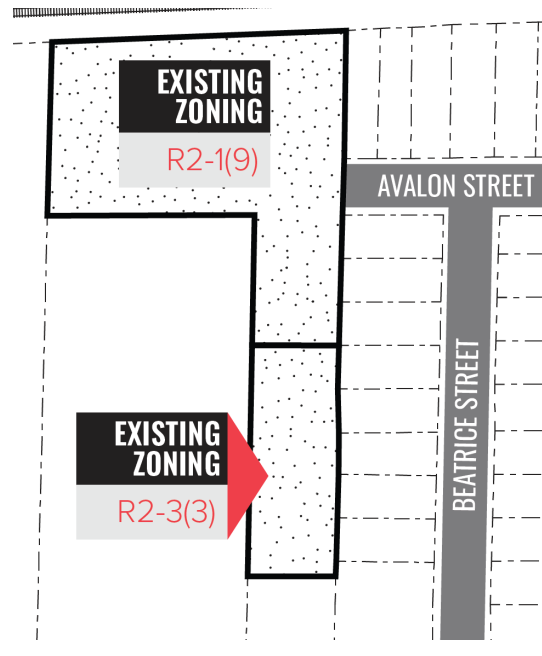 EXISTING
ZONING
R2-1(9)
AVALON STREET
BEATRICE STREET
EXISTING
ZONING
R2-3(3)